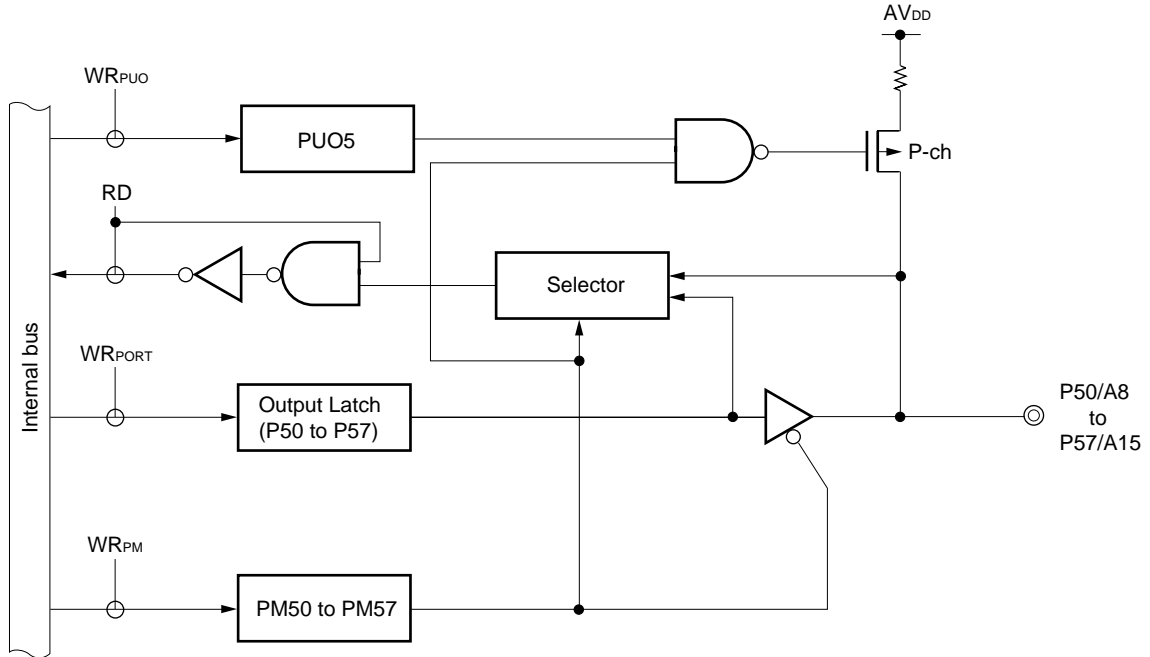 AVDD
WRPUO
PUO5
P-ch
RD
Selector
Internal bus
WRPORT
Output Latch
(P50 to P57)
P50/A8
to
P57/A15
WRPM
PM50 to PM57